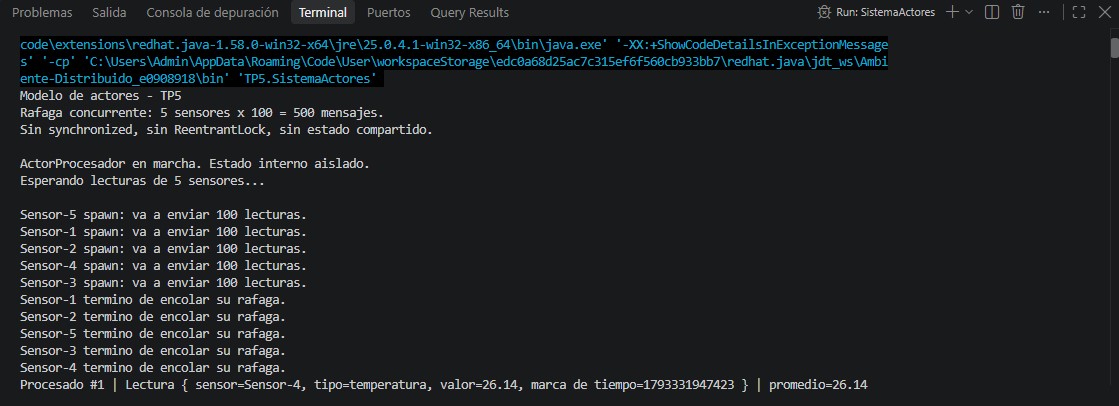 Problemas Salida Consola de depuración Terminal Puertos Query Results Run: SistemaActores
code\extensions\redhat.java-1.58.0-win32-x64\jre\25.0.4.1-win32-x86_64\bin\java.exe' '-XX:+ShowCodeDetailsInExceptionMessage
s' '-cp' 'C:\Users\Admin\AppData\Roaming\Code\User\workspaceStorage\edc0a68d25ac7c315ef6f560cb933bb7\redhat.java\jdt_ws\Ambi
ente-Distribuido_e0908918\bin' 'TP5.SistemaActores'
Modelo de actores - TP5
Rafaga concurrente: 5 sensores x 100 = 500 mensajes.
Sin synchronized, sin ReentrantLock, sin estado compartido.
ActorProcesador en marcha. Estado interno aislado.
Esperando lecturas de 5 sensores...
Sensor-5 spawn: va a enviar 100 lecturas.
Sensor-1 spawn: va a enviar 100 lecturas.
Sensor-2 spawn: va a enviar 100 lecturas.
Sensor-4 spawn: va a enviar 100 lecturas.
Sensor-3 spawn: va a enviar 100 lecturas.
Sensor-1 termino de encolar su rafaga.
Sensor-2 termino de encolar su rafaga.
Sensor-5 termino de encolar su rafaga.
Sensor-3 termino de encolar su rafaga.
Sensor-4 termino de encolar su rafaga.
Procesado #1 | Lectura { sensor=Sensor-4, tipo=temperatura, valor=26.14, marca de tiempo=1793331947423 } | promedio=26.14